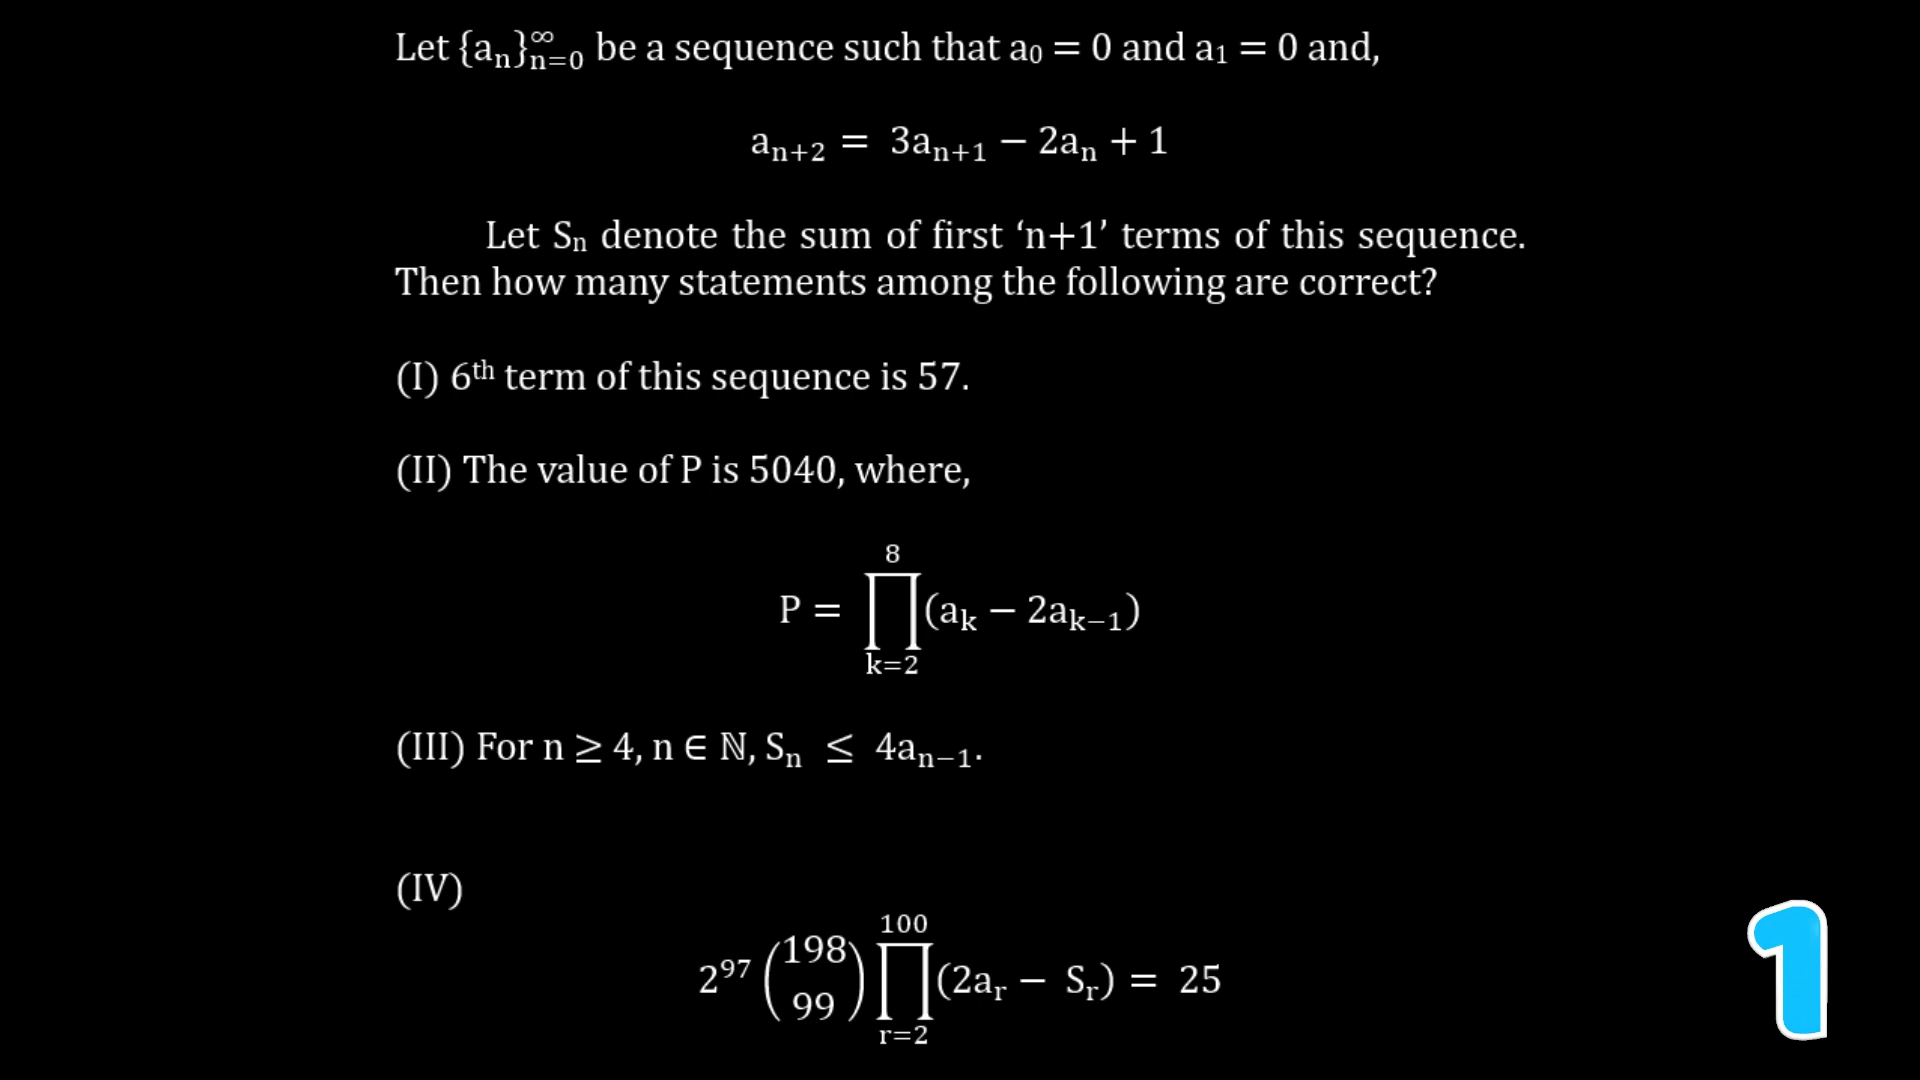 Let {aₙ}ₙ₌₀^∞ be a sequence such that a₀ = 0 and a₁ = 0 and,
aₙ₊₂ = 3aₙ₊₁ − 2aₙ + 1
Let Sₙ denote the sum of first ‘n+1’ terms of this sequence.
Then how many statements among the following are correct?
(I) 6ᵗʰ term of this sequence is 57.
(II) The value of P is 5040, where,
P = ∏_{k=2}^{8} (aₖ − 2aₖ₋₁)
(III) For n ≥ 4, n ∈ ℕ, Sₙ ≤ 4aₙ₋₁.
(IV)
2⁹⁷ (198 99) ∏_{r=2}^{100} (2aᵣ − Sᵣ) = 25
1